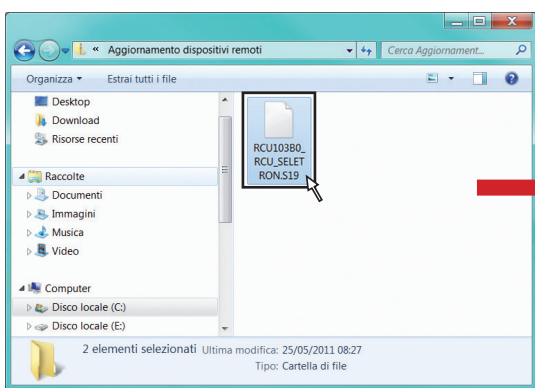 « Aggiornamento dispositivi remoti
Cerca Aggiornament...
Organizza
Estrai tutti i file
Desktop
Download
Risorse recenti
Raccolte
Documenti
Immagini
Musica
Video
Computer
Disco locale (C:)
Disco locale (E:)
RCU103B0_
RCU_SELET
RON.S19
2 elementi selezionati Ultima modifica: 25/05/2011 08:27
Tipo: Cartella di file